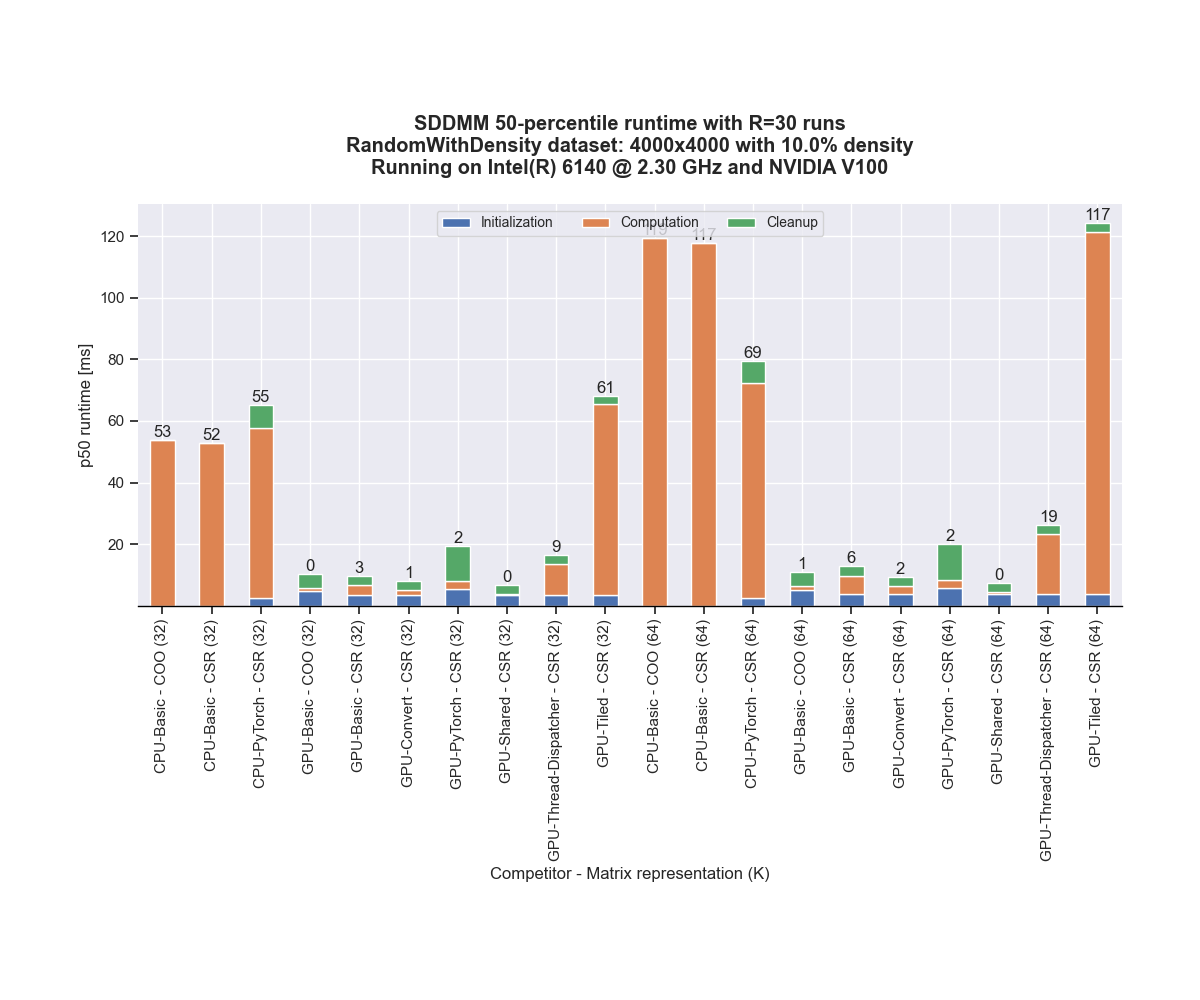 SDDMM 50-percentile runtime with R=30 runs
RandomWithDensity dataset: 4000x4000 with 10.0% density
Running on Intel(R) 6140 @ 2.30 GHz and NVIDIA V100
Initialization
Computation
Cleanup
p50 runtime [ms]
120
100
80
60
40
20
53
52
55
0
3
1
2
0
9
61
119
117
69
1
6
2
2
0
19
117
CPU-Basic - COO (32)
CPU-Basic - CSR (32)
CPU-PyTorch - CSR (32)
GPU-Basic - COO (32)
GPU-Basic - CSR (32)
GPU-Convert - CSR (32)
GPU-PyTorch - CSR (32)
GPU-Shared - CSR (32)
GPU-Thread-Dispatcher - CSR (32)
GPU-Tiled - CSR (32)
CPU-Basic - COO (64)
CPU-Basic - CSR (64)
CPU-PyTorch - CSR (64)
GPU-Basic - COO (64)
GPU-Basic - CSR (64)
GPU-Convert - CSR (64)
GPU-PyTorch - CSR (64)
GPU-Shared - CSR (64)
GPU-Thread-Dispatcher - CSR (64)
GPU-Tiled - CSR (64)
Competitor - Matrix representation (K)